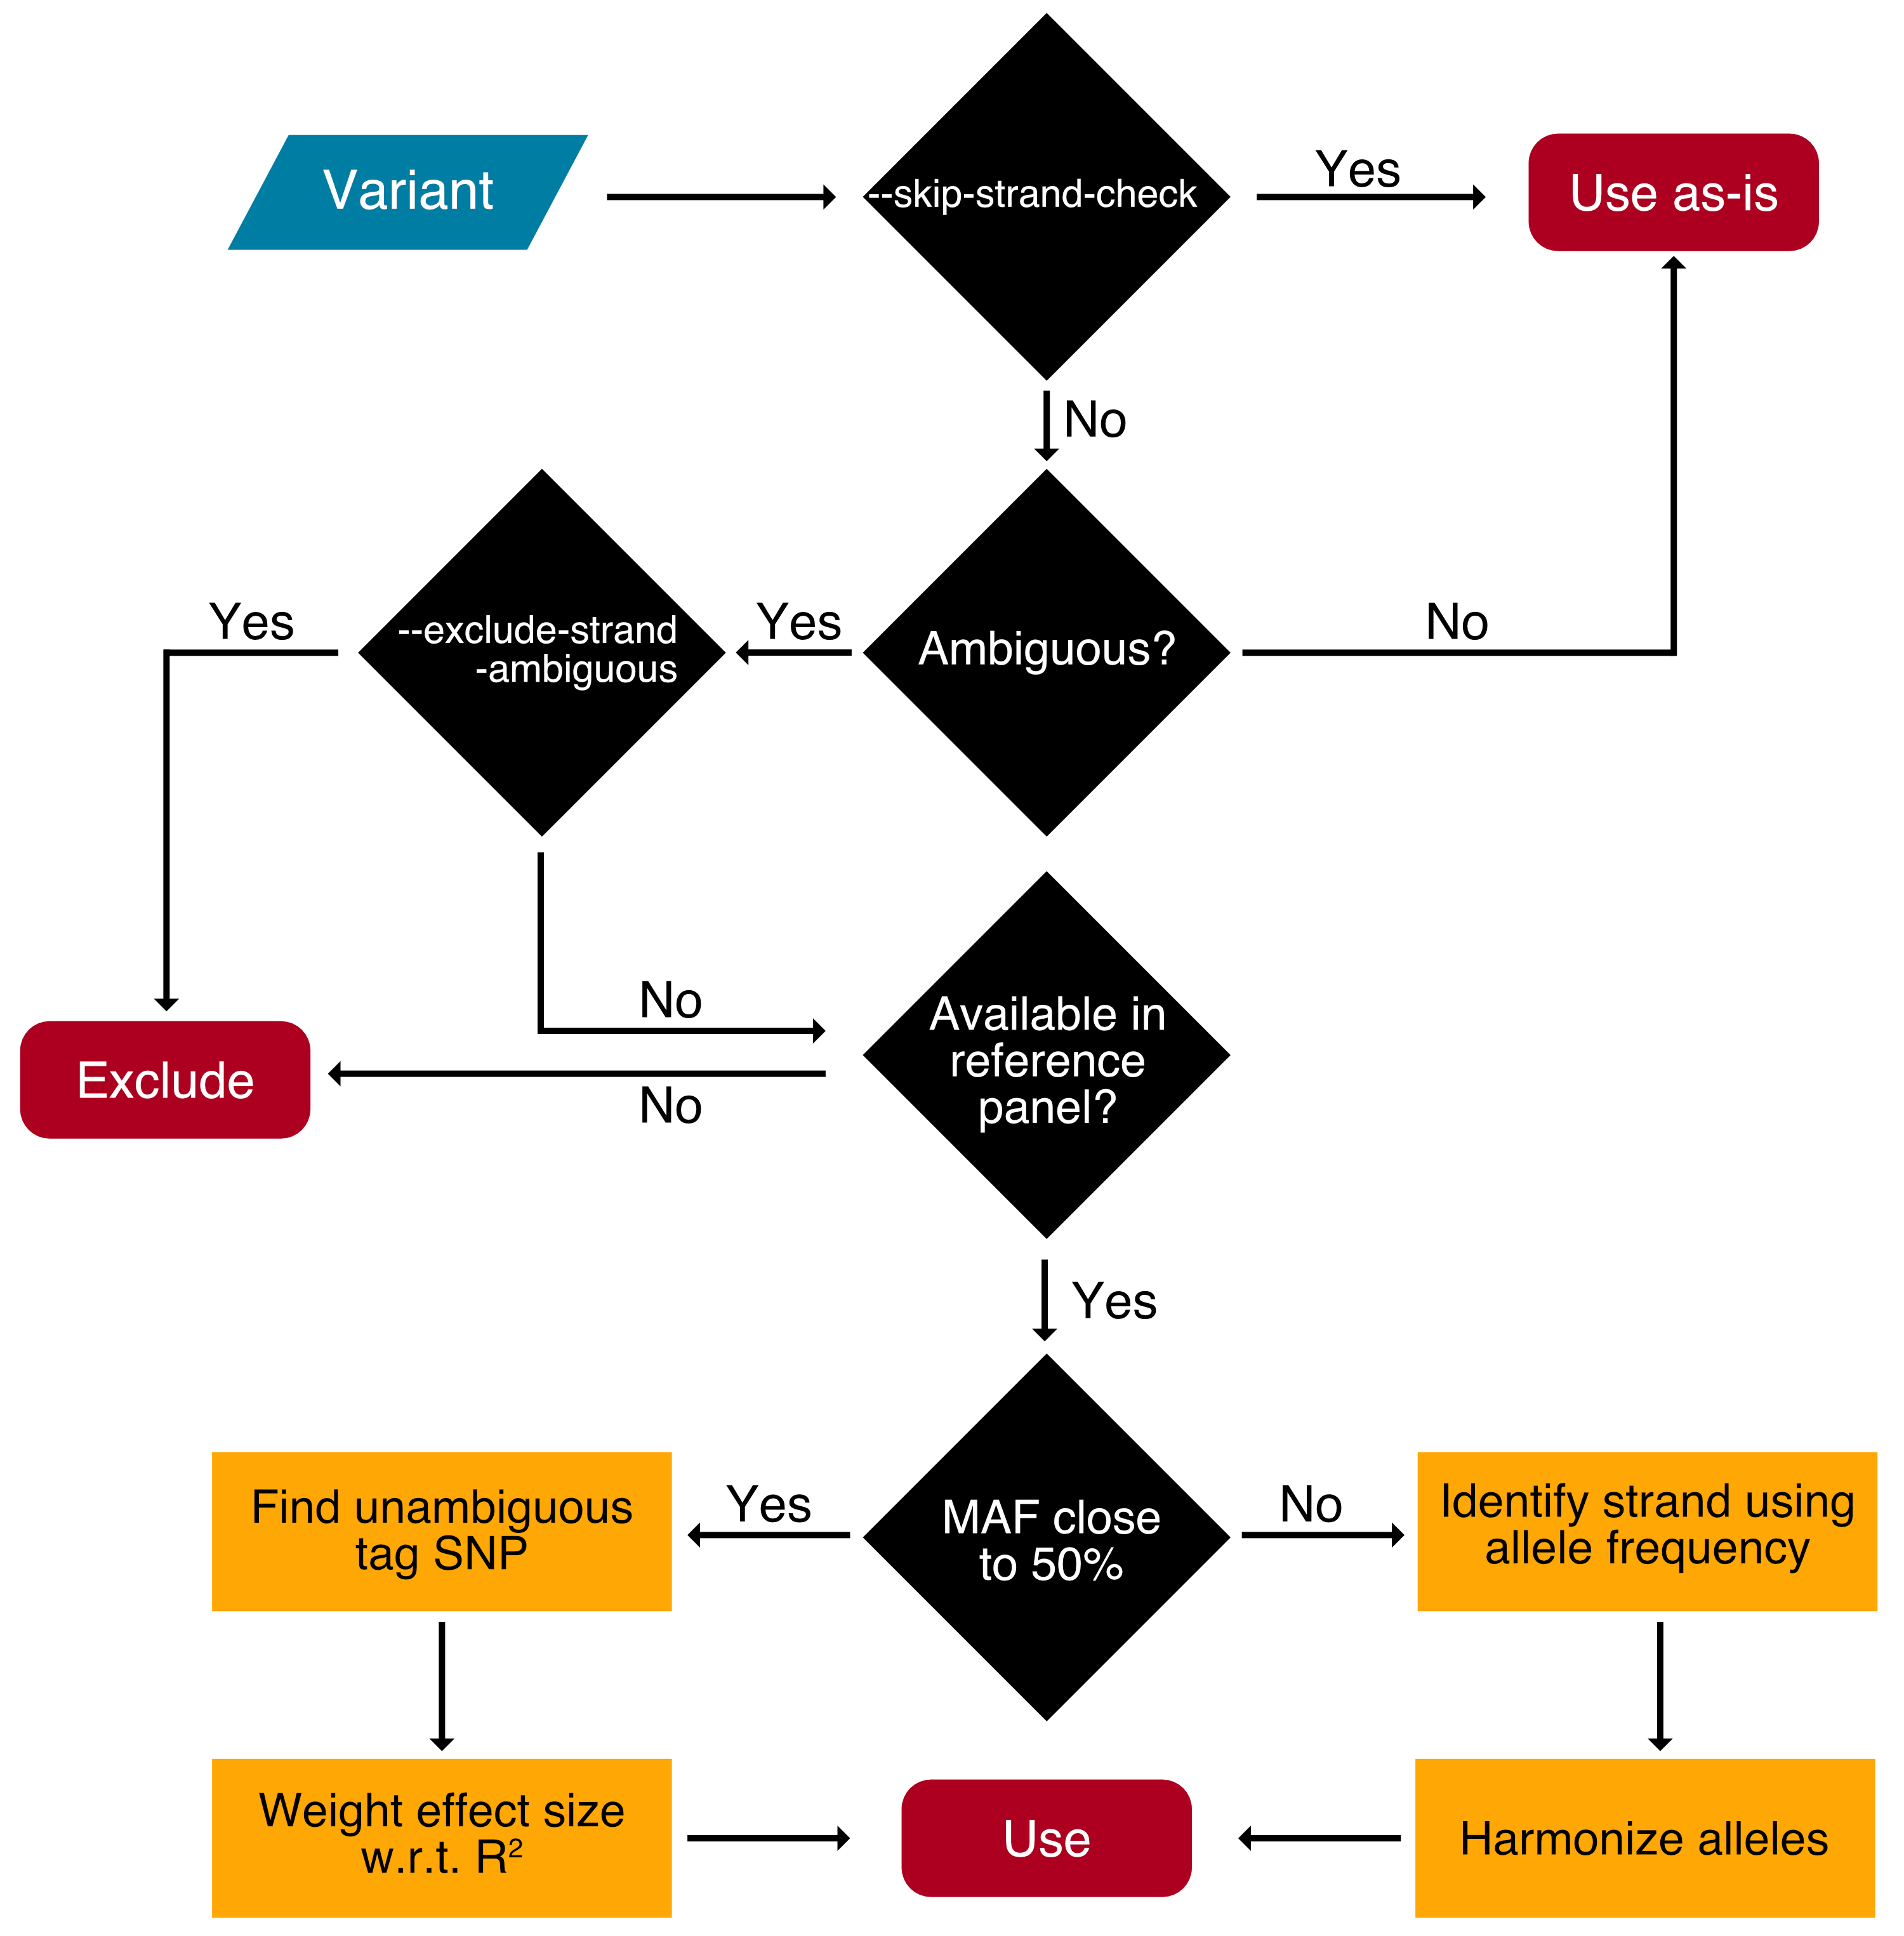 Variant
--skip-strand-check
Yes
Use as-is
No
Yes
--exclude-strand
-ambiguous
Yes
Ambiguous?
No
No
Available in
reference
panel?
Exclude
No
Yes
Find unambiguous
tag SNP
Yes
MAF close
to 50%
No
Identify strand using
allele frequency
Weight effect size
w.r.t. R²
Use
Harmonize alleles